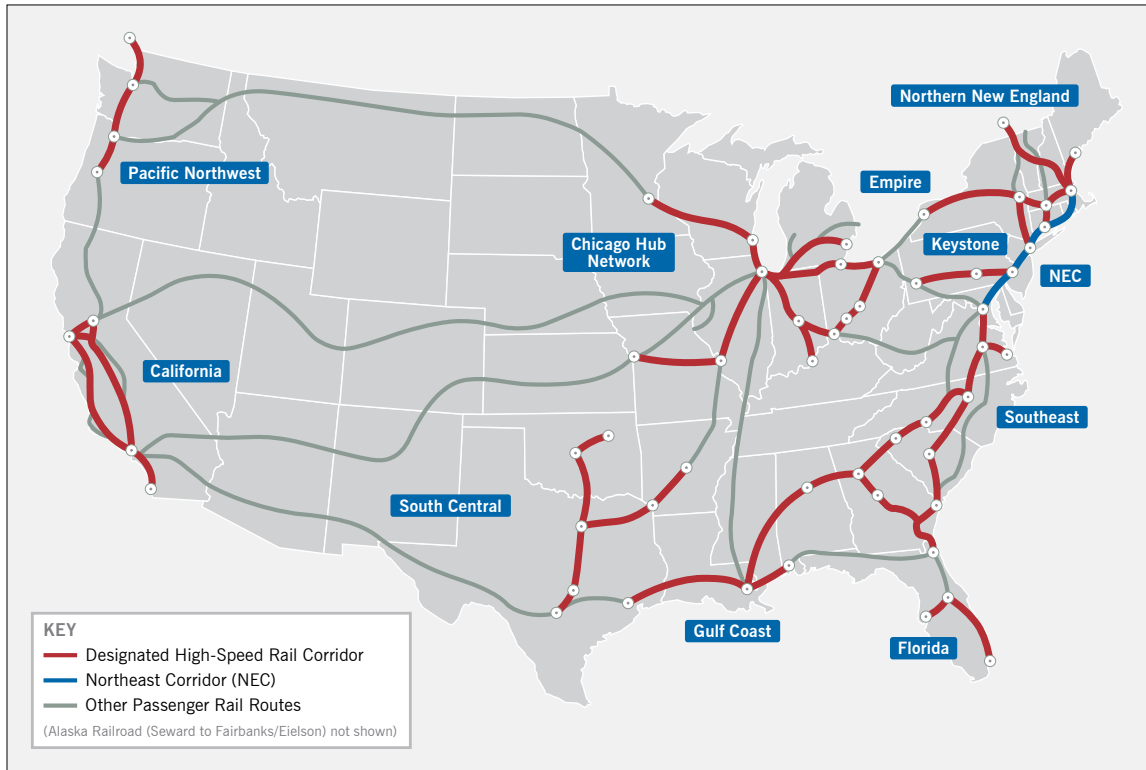 Northern New England
Pacific Northwest
Empire
Chicago Hub
Network
Keystone
NEC
California
Southeast
South Central
Gulf Coast
Florida
KEY
Designated High-Speed Rail Corridor
Northeast Corridor (NEC)
Other Passenger Rail Routes
(Alaska Railroad (Seward to Fairbanks/Eielson) not shown)